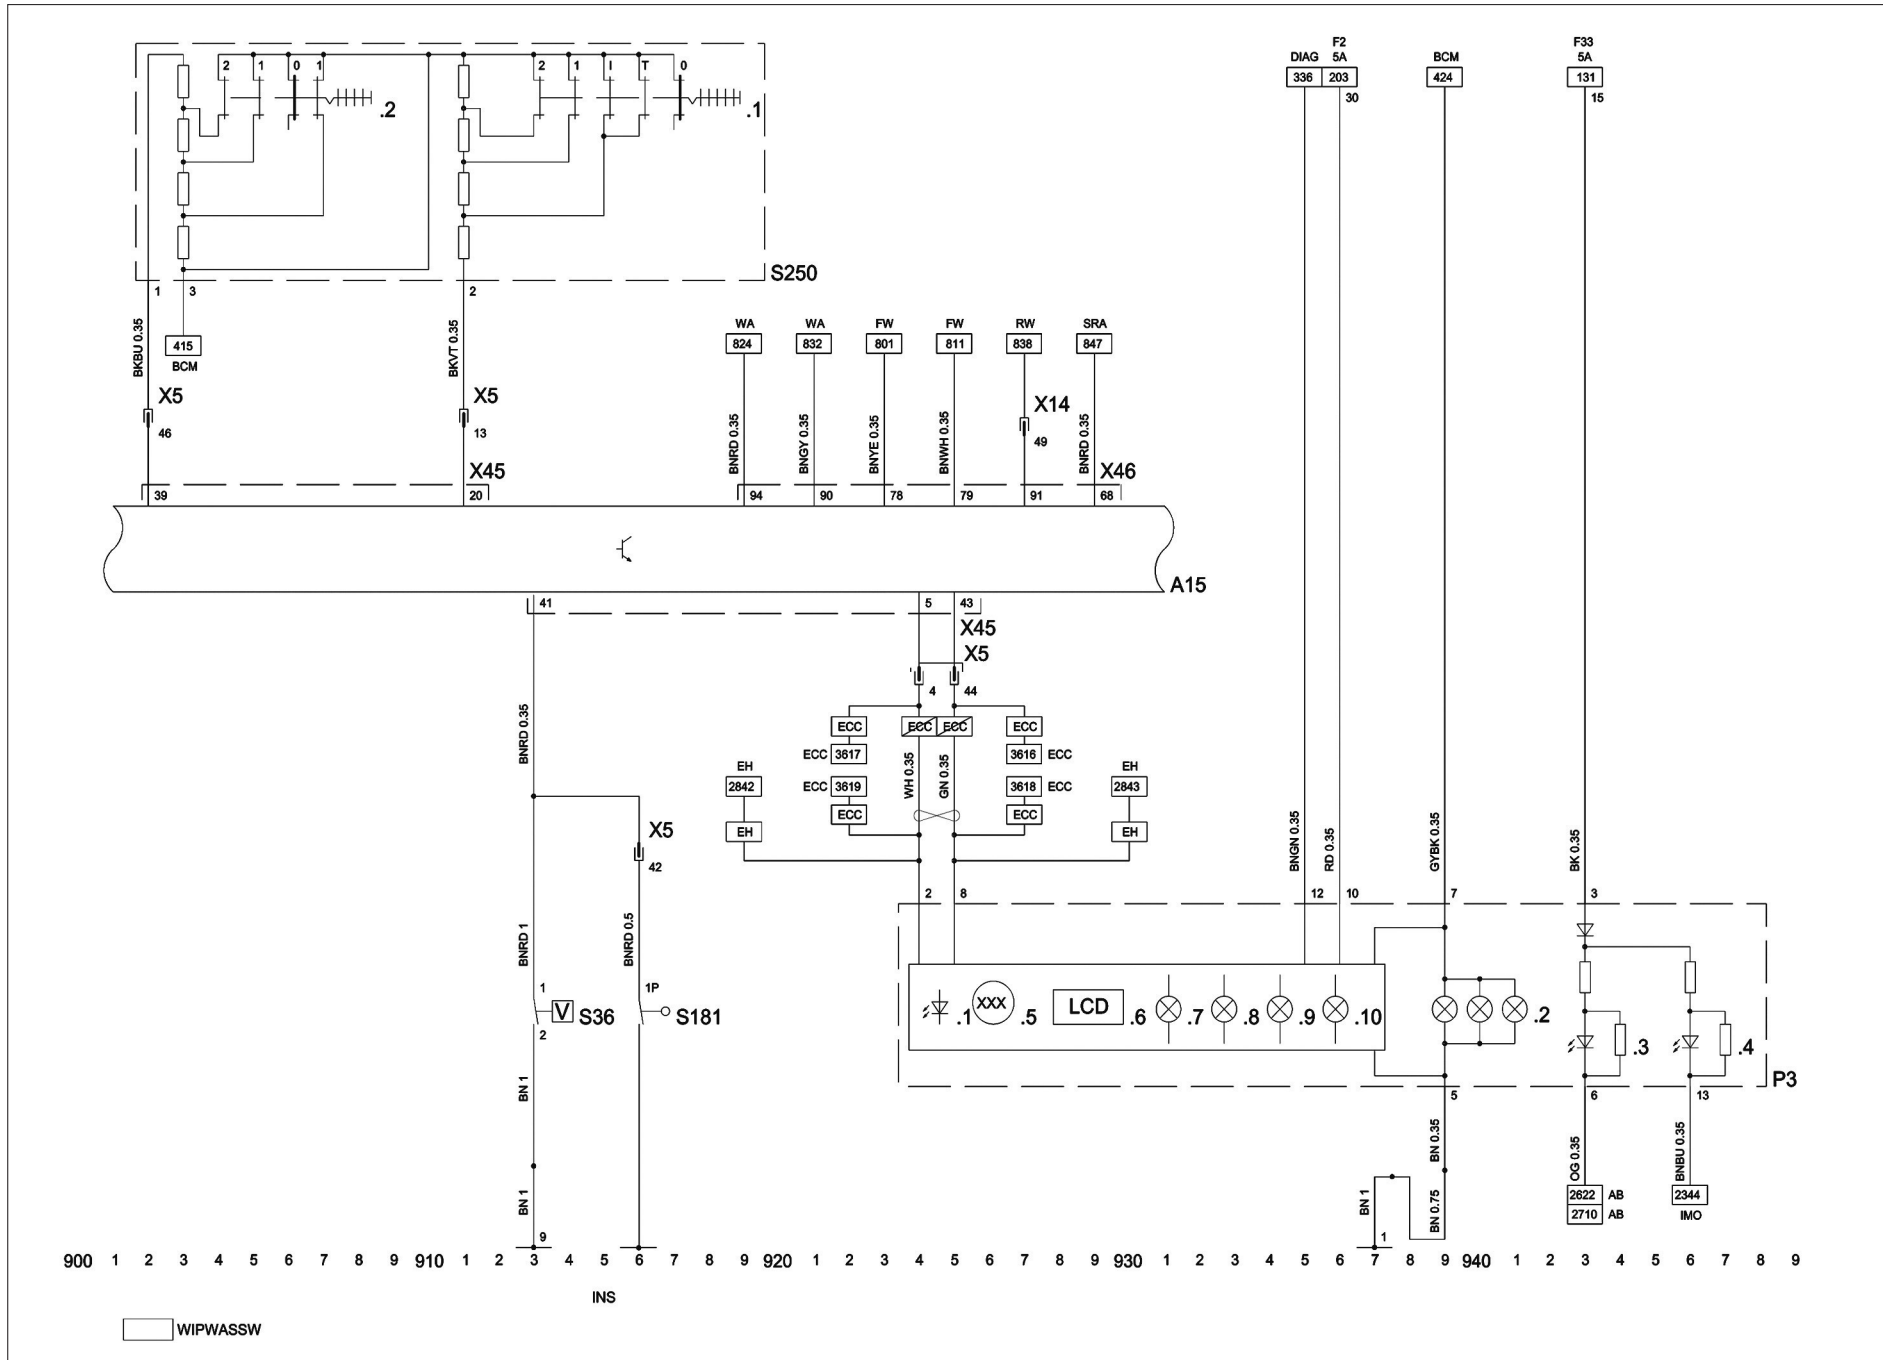 F2 F33
DIAG 5A BCM 5A
336 203 424 131
30 15
2 1 0 1 2 1 I T 0
.2 .1
S250
1 3 2
BKBU 0.35 BKVT 0.35
415
BCM
X5 X5
46 13
WA WA FW FW RW SRA
824 832 801 811 838 847
BNRD 0.35 BNGY 0.35 BNYE 0.35 BNWH 0.35 BNRD 0.35
X14
49
X45 X46
39 20 94 90 78 79 91 68
A15
41 5 43
X45
X5
4 44
BNRD 0.35
ECC ECC ECC ECC
ECC 3617 3616 ECC
WH 0.35 GN 0.35
EH EH
2842 ECC 3619 3618 ECC 2843
EH ECC ECC EH
X5
42
BNGN 0.35 RD 0.35 GYBK 0.35 BK 0.35
2 8 12 10 7 3
BNRD 1 BNRD 0.5
1 1P
V S36 S181
2
XXX LCD
.1 .5 .6 .7 .8 .9 .10 .2 .3 .4
P3
5 6 13
BN 1
BN 0.35 OG 0.35 BNBU 0.35
BN 1 BN 1 BN 0.75
2622 AB 2344
2710 AB IMO
9 1
900 1 2 3 4 5 6 7 8 9 910 1 2 3 4 5 6 7 8 9 920 1 2 3 4 5 6 7 8 9 930 1 2 3 4 5 6 7 8 9 940 1 2 3 4 5 6 7 8 9
INS
WIPWASSW